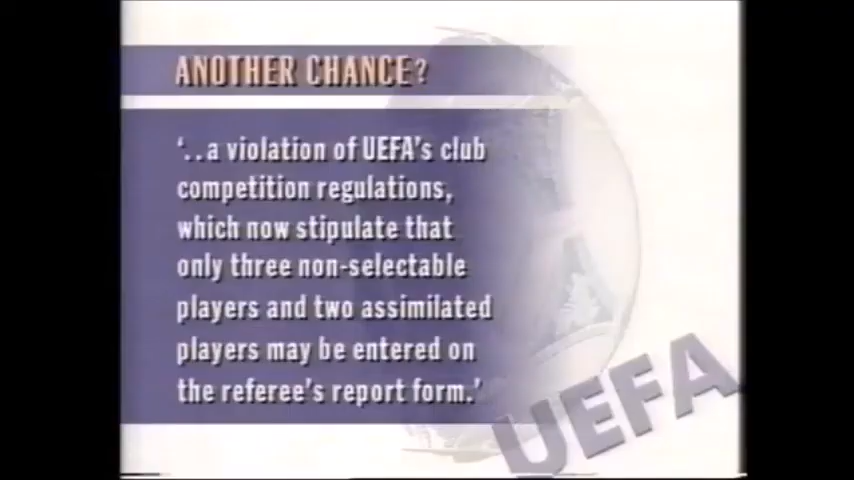 ANOTHER CHANCE?
‘..a violation of UEFA's club
competition regulations,
which now stipulate that
only three non-selectable
players and two assimilated
players may be entered on
the referee's report form.’
UEFA